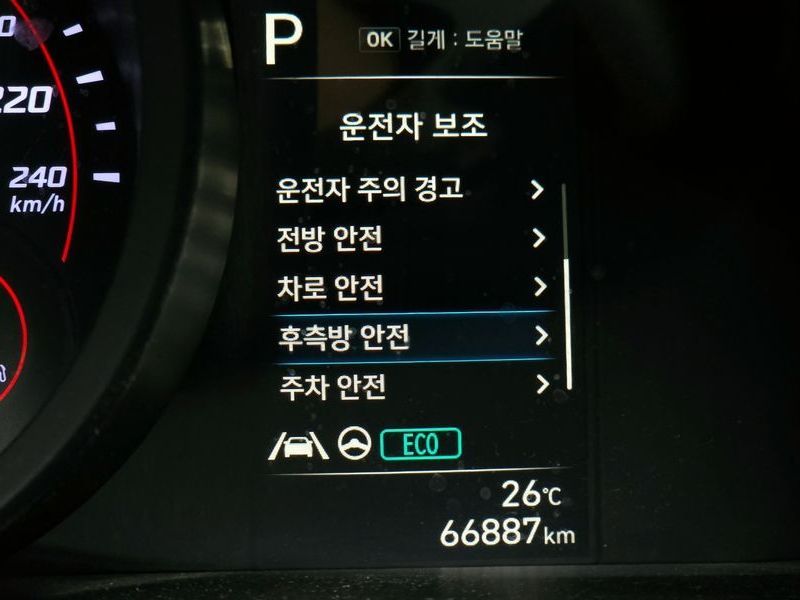 P
OK 길게 : 도움말
220
240
km/h
운전자 보조
운전자 주의 경고
전방 안전
차로 안전
후측방 안전
주차 안전
ECO
26℃
66887km